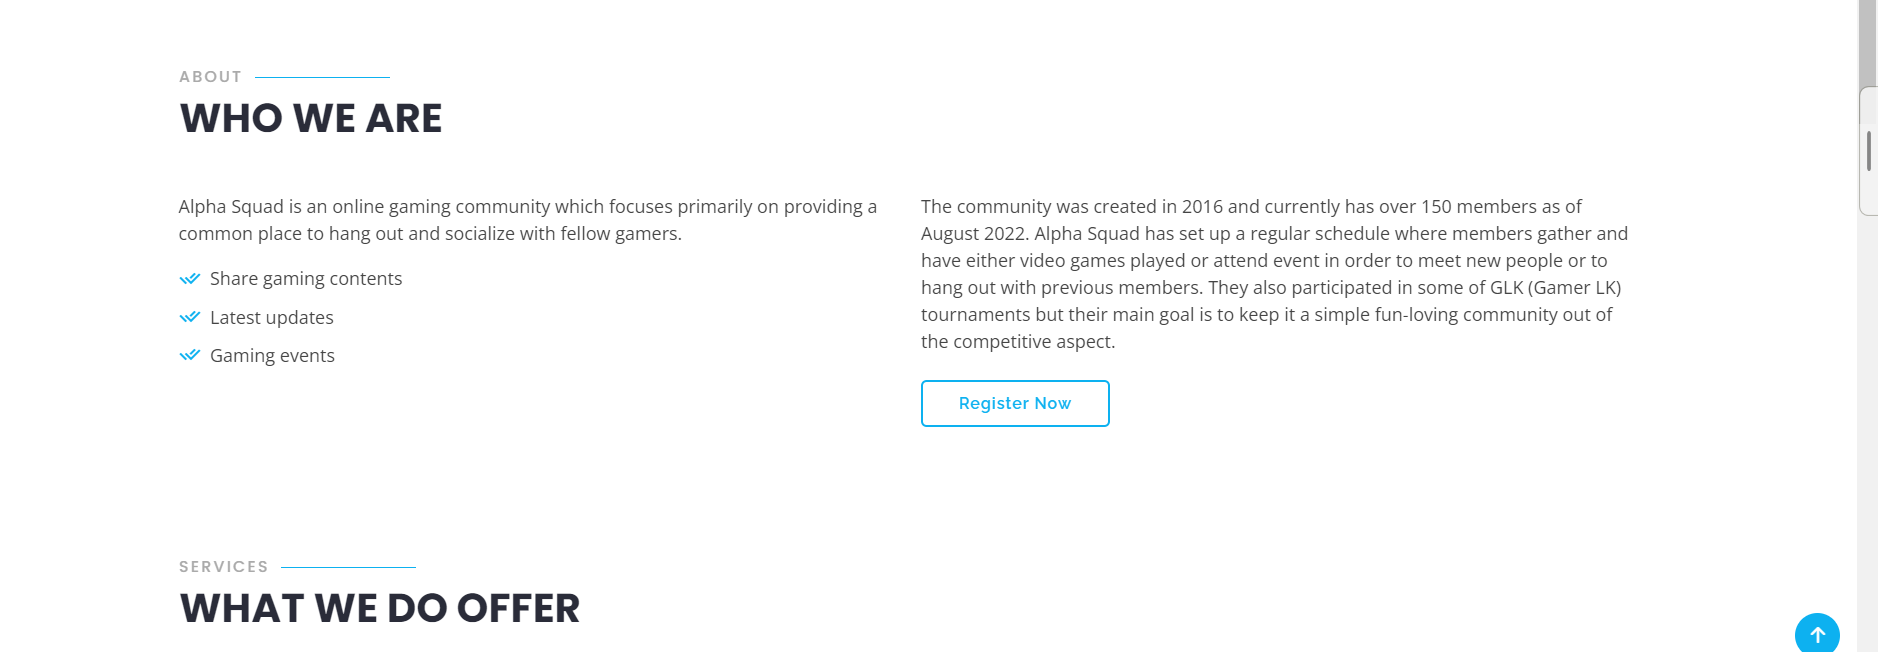 ABOUT
WHO WE ARE
Alpha Squad is an online gaming community which focuses primarily on providing a
common place to hang out and socialize with fellow gamers.
Share gaming contents
Latest updates
Gaming events
The community was created in 2016 and currently has over 150 members as of
August 2022. Alpha Squad has set up a regular schedule where members gather and
have either video games played or attend event in order to meet new people or to
hang out with previous members. They also participated in some of GLK (Gamer LK)
tournaments but their main goal is to keep it a simple fun-loving community out of
the competitive aspect.
Register Now
SERVICES
WHAT WE DO OFFER